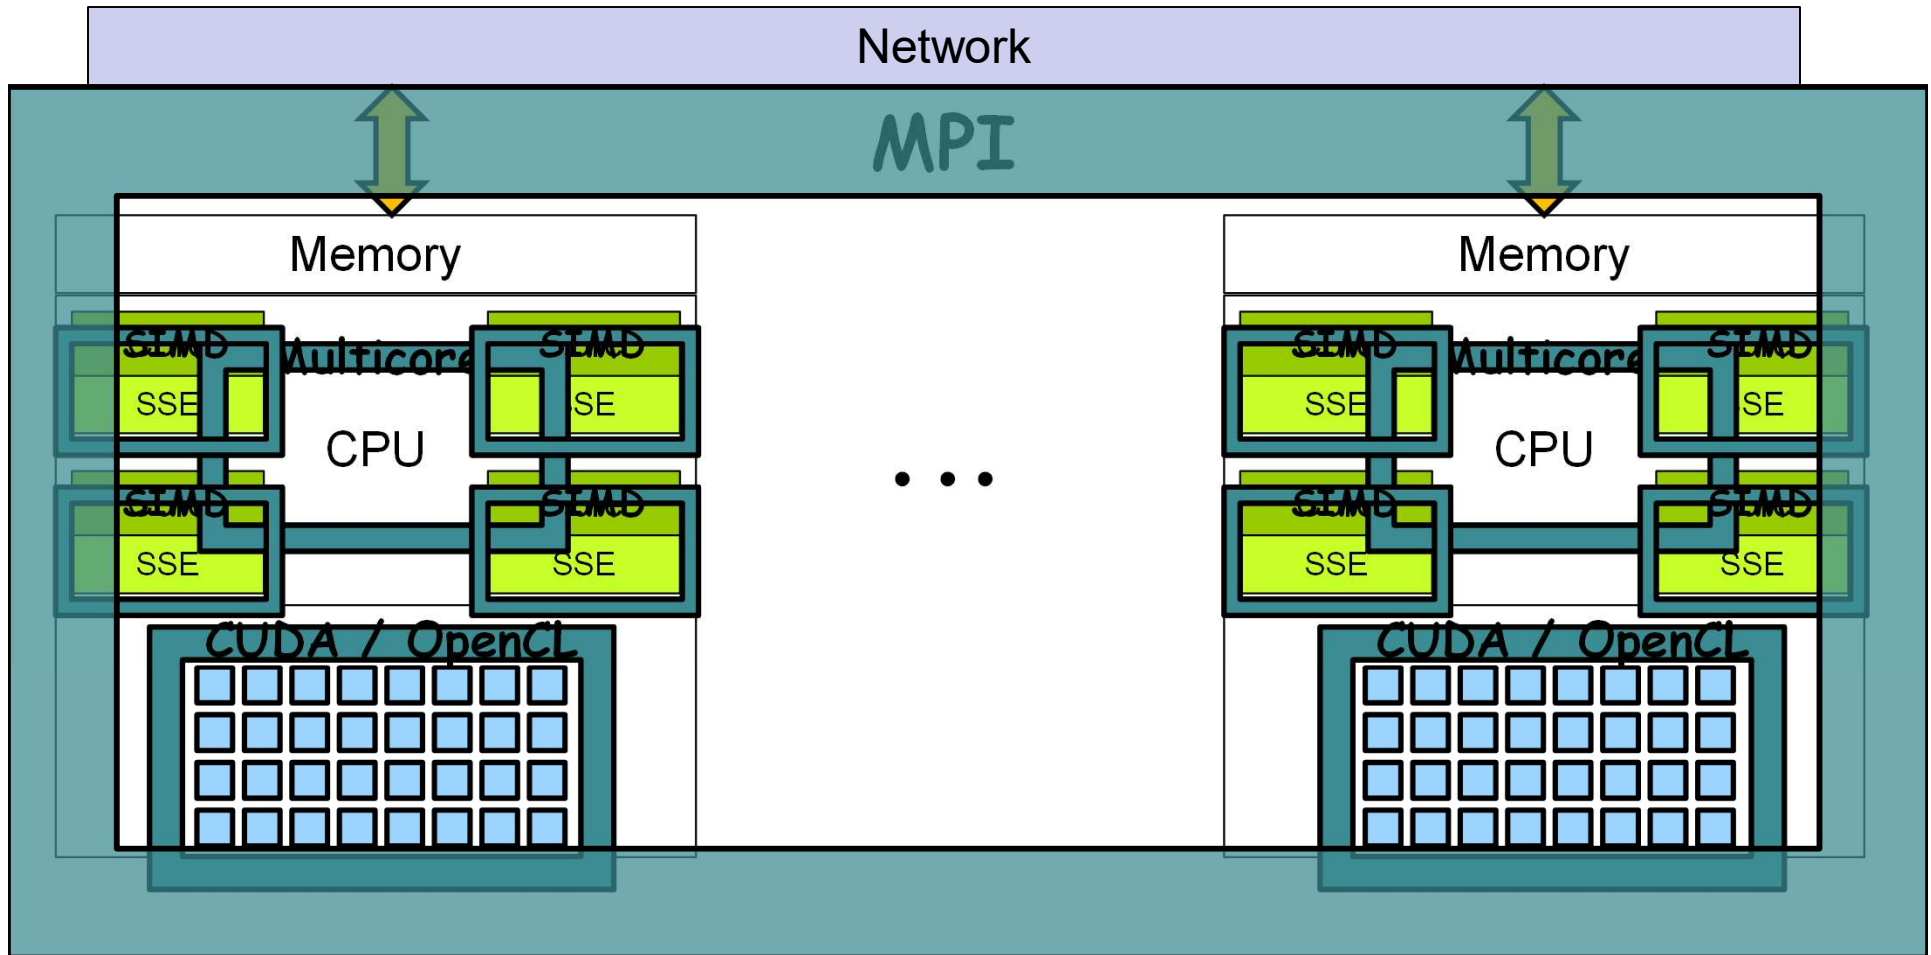 Network
MPI
Memory
Memory
SIMD Multicore SIMD
SIMD Multicore SIMD
SSE SSE
SSE SSE
CPU
CPU
SIMD SIMD
SIMD SIMD
SSE SSE
SSE SSE
...
CUDA / OpenCL
CUDA / OpenCL